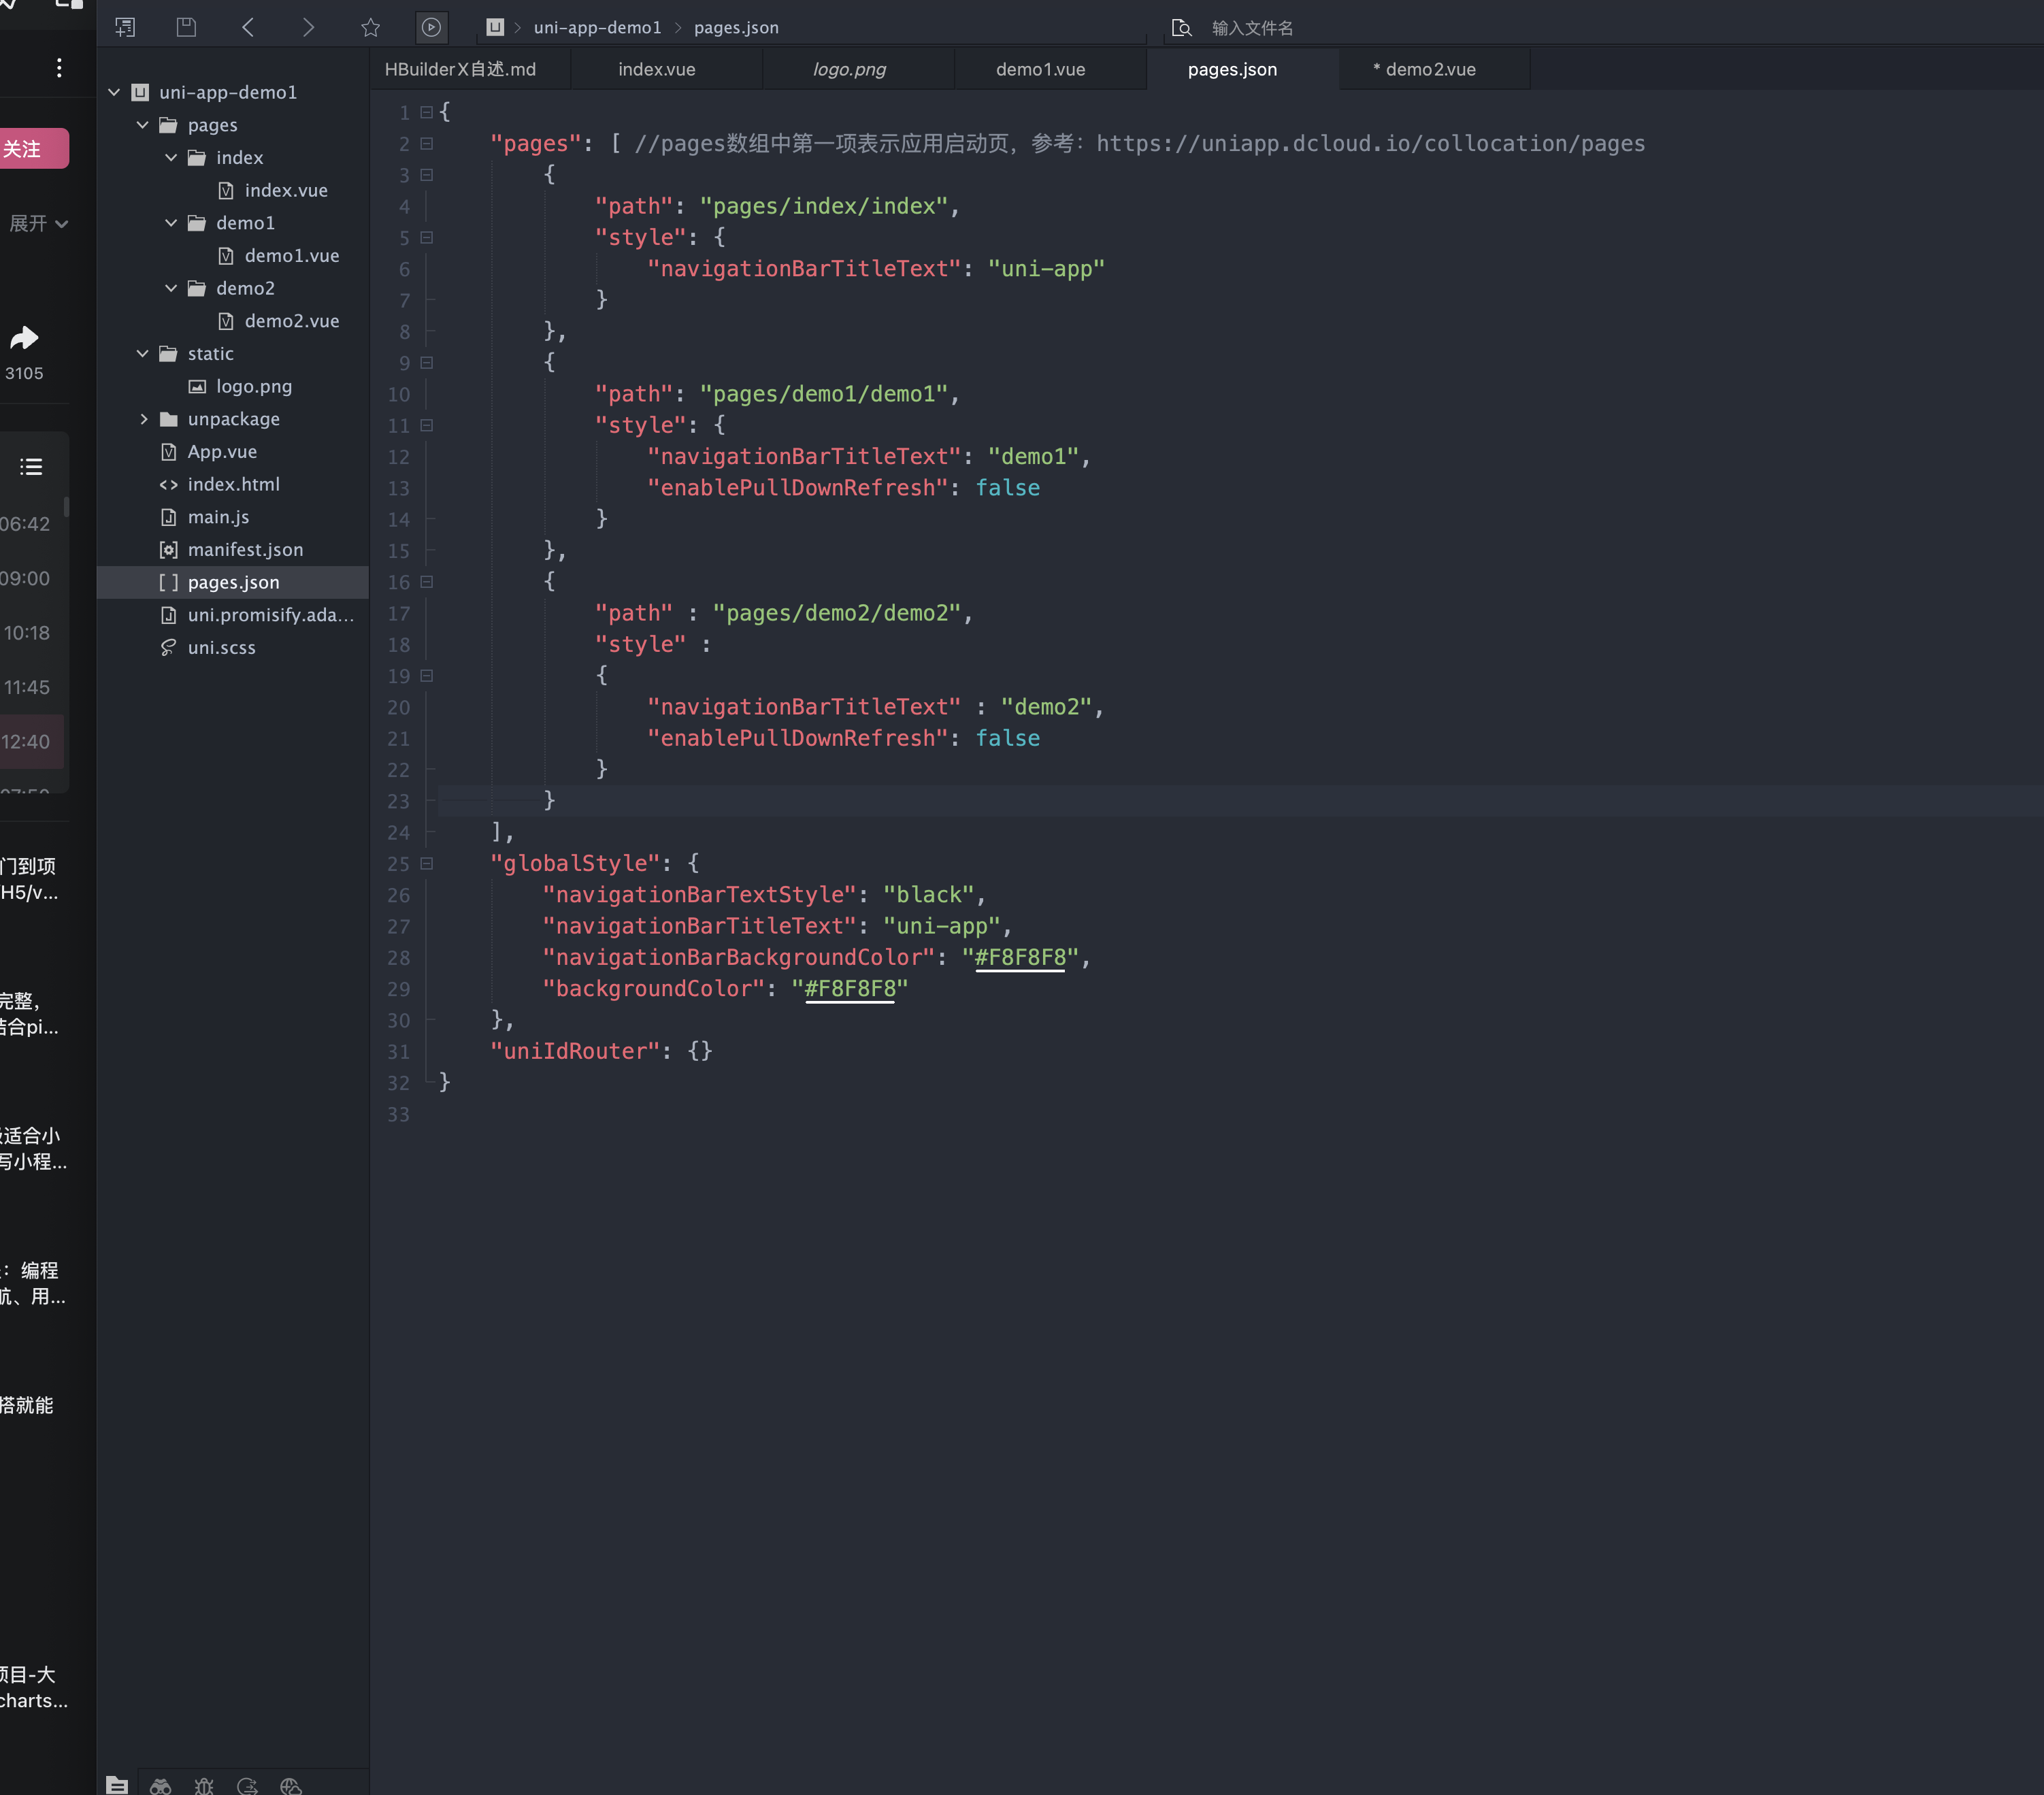 关注
展开
3105
06:42
09:00
10:18
11:45
12:40
门到项
H5/v...
完整，
结合pi...
适合小
写小程...
：编程
航、用...
搭就能
项目-大
charts...
uni-app-demo1
pages.json
输入文件名
HBuilderX自述.md
index.vue
logo.png
demo1.vue
pages.json
* demo2.vue
uni-app-demo1
pages
index
index.vue
demo1
demo1.vue
demo2
demo2.vue
static
logo.png
unpackage
App.vue
index.html
main.js
manifest.json
pages.json
uni.promisify.ada...
uni.scss
1 {
2 "pages": [ //pages数组中第一项表示应用启动页，参考：https://uniapp.dcloud.io/collocation/pages
3 {
4 "path": "pages/index/index",
5 "style": {
6 "navigationBarTitleText": "uni-app"
7 }
8 },
9 {
10 "path": "pages/demo1/demo1",
11 "style": {
12 "navigationBarTitleText": "demo1",
13 "enablePullDownRefresh": false
14 }
15 },
16 {
17 "path" : "pages/demo2/demo2",
18 "style" :
19 {
20 "navigationBarTitleText" : "demo2",
21 "enablePullDownRefresh": false
22 }
23 }
24 ],
25 "globalStyle": {
26 "navigationBarTextStyle": "black",
27 "navigationBarTitleText": "uni-app",
28 "navigationBarBackgroundColor": "#F8F8F8",
29 "backgroundColor": "#F8F8F8"
30 },
31 "uniIdRouter": {}
32 }
33